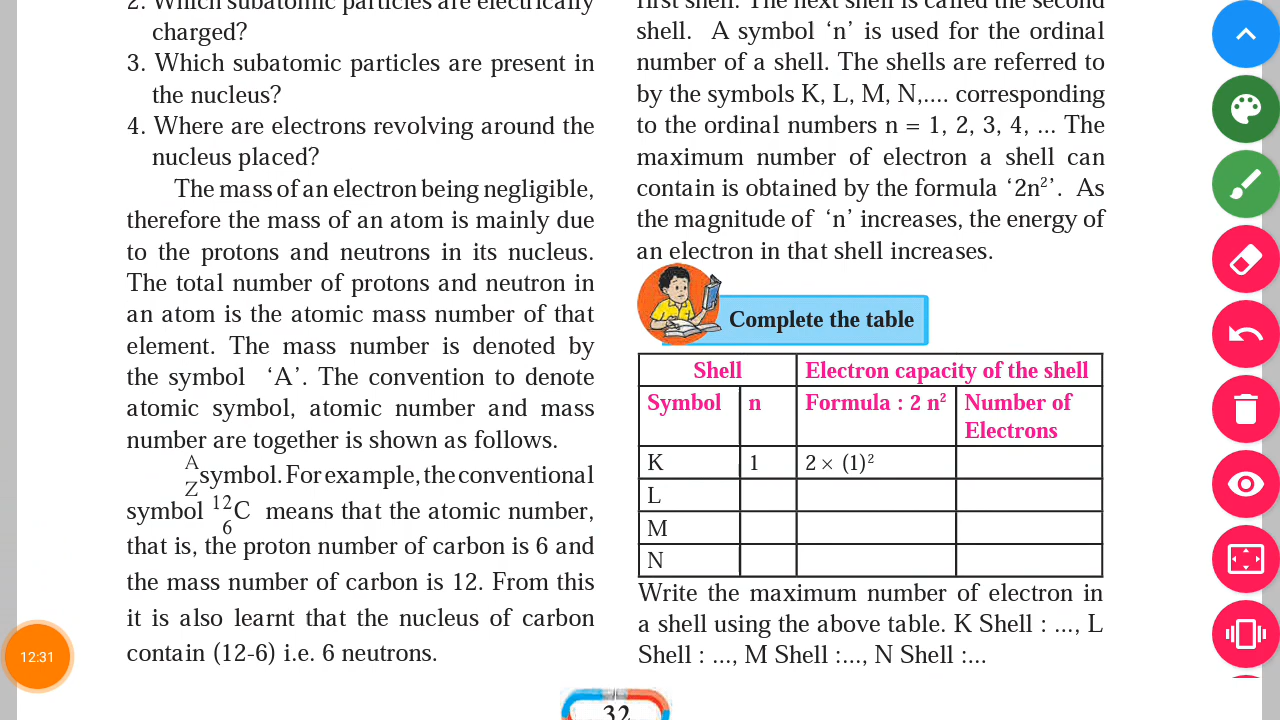 2. Which subatomic particles are electrically
charged?
3. Which subatomic particles are present in
the nucleus?
4. Where are electrons revolving around the
nucleus placed?
The mass of an electron being negligible,
therefore the mass of an atom is mainly due
to the protons and neutrons in its nucleus.
The total number of protons and neutron in
an atom is the atomic mass number of that
element. The mass number is denoted by
the symbol ‘A’. The convention to denote
atomic symbol, atomic number and mass
number are together is shown as follows.
A
Z symbol. For example, the conventional
symbol ¹²₆C means that the atomic number,
that is, the proton number of carbon is 6 and
the mass number of carbon is 12. From this
it is also learnt that the nucleus of carbon
contain (12-6) i.e. 6 neutrons.
first shell. The next shell is called the second
shell. A symbol ‘n’ is used for the ordinal
number of a shell. The shells are referred to
by the symbols K, L, M, N,.... corresponding
to the ordinal numbers n = 1, 2, 3, 4, ... The
maximum number of electron a shell can
contain is obtained by the formula ‘2n²’. As
the magnitude of ‘n’ increases, the energy of
an electron in that shell increases.
Complete the table
Shell Electron capacity of the shell
Symbol n Formula : 2 n² Number of
Electrons
K 1 2 × (1)²
L
M
N
Write the maximum number of electron in
a shell using the above table. K Shell : ..., L
Shell : ..., M Shell :..., N Shell :...
32
12:31